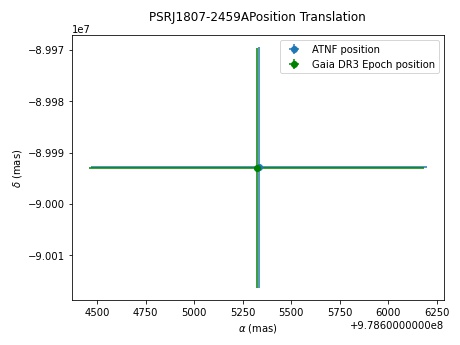 PSRJ1807-2459APosition Translation
1e7
ATNF position
Gaia DR3 Epoch position
−8.997
−8.998
−8.999
−9.000
−9.001
δ (mas)
4500 4750 5000 5250 5500 5750 6000 6250
α (mas)
+9.7860000000e8